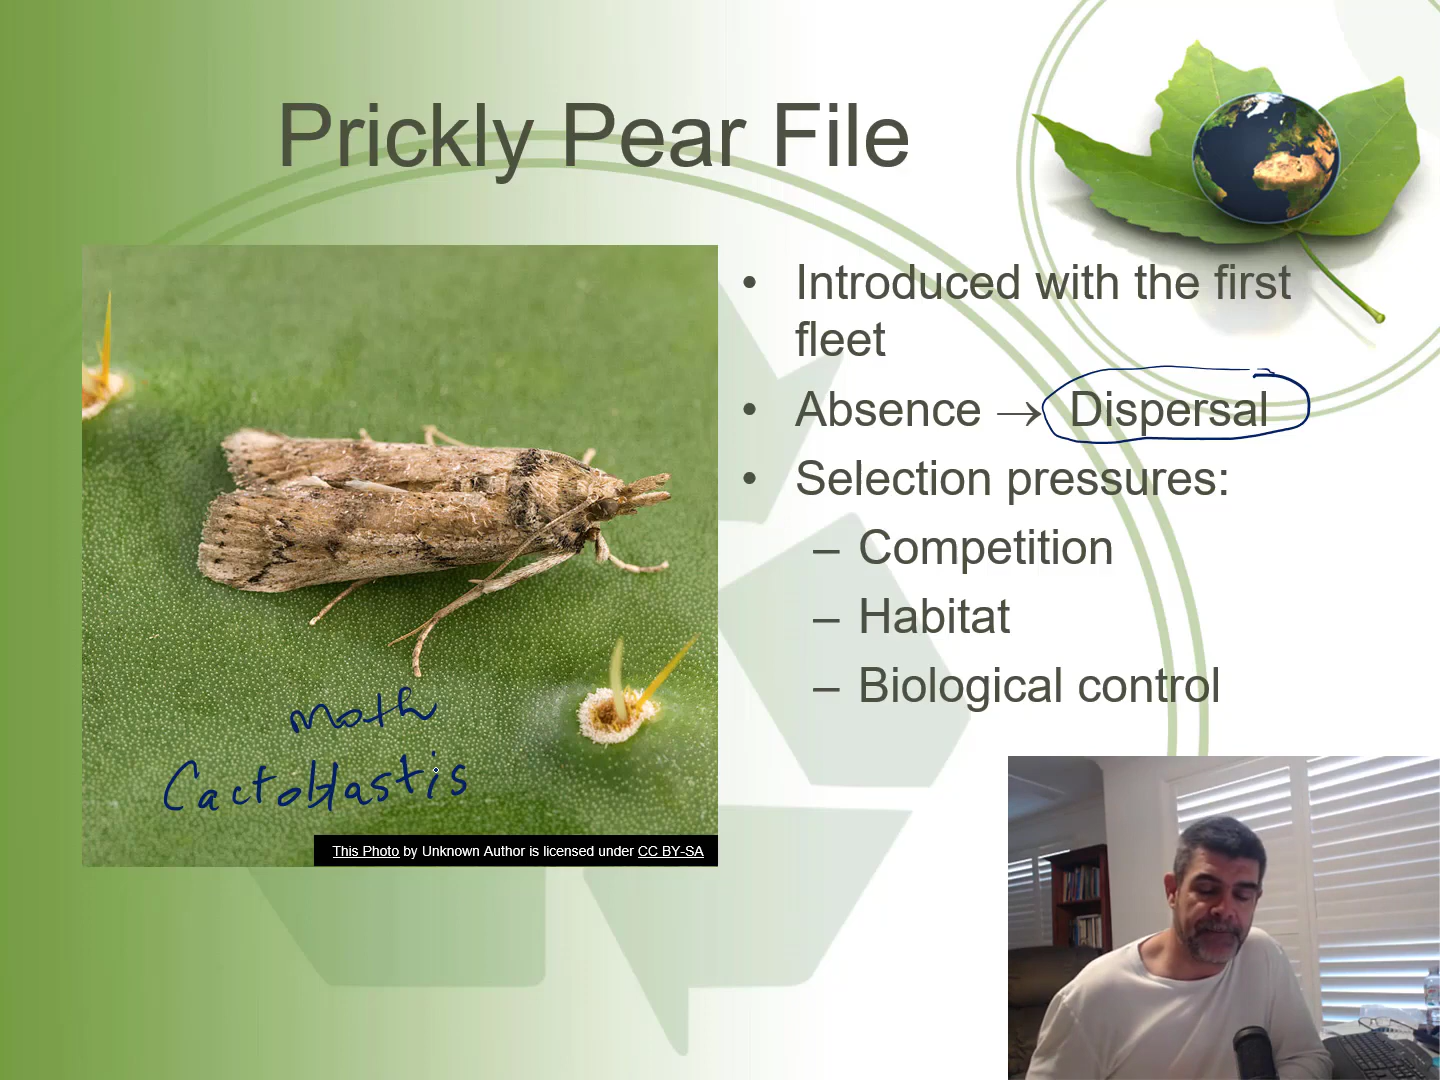 Prickly Pear File
• Introduced with the first
fleet
• Absence → Dispersal
• Selection pressures:
– Competition
– Habitat
– Biological control
moth
Cactoblastis
This Photo by Unknown Author is licensed under CC BY-SA